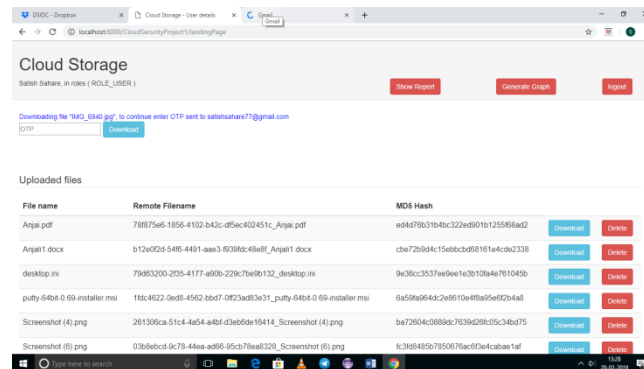 DSIDC - Dropbox
Cloud Storage - User details
Gmail
Gmail
localhost:8080/CloudSecurityProject1/landingPage
Cloud Storage
Satish Sahare, in roles ( ROLE_USER )
Show Report
Generate Graph
logout
Downloading file "IMG_6940.jpg", to continue enter OTP sent to satishsahare77@gmail.com
OTP
Download
Uploaded files
File name Remote Filename MD5 Hash
Anjai.pdf 78f875e6-1856-4102-b42c-df5ec402451c_Anjai.pdf ed4d76b31b4bc322ed901b1255f68ad2 Download Delete
Anjali1.docx b12e0f2d-54f6-4491-aae3-f939fdc48e8f_Anjali1.docx cbe72b9d4c15ebbcbd68161e4cde2338 Download Delete
desktop.ini 79d63200-2f35-4177-a90b-229c7be9b132_desktop.ini 9e36cc3537ee9ee1e3b10fa4e761045b Download Delete
putty-64bit-0.69-installer.msi 1fdc4622-0ed8-4562-bbd7-0ff23ad83e31_putty-64bit-0.69-installer.msi 6a59fa964dc2e8610e4f8a95e6f2b4a8 Download Delete
Screenshot (4).png 261306ca-51c4-4a54-a4bf-d3eb6de16414_Screenshot (4).png ba72604c0889dc7639d26fc05c34bd75 Download Delete
Screenshot (6).png 03b8ebcd-9c78-44ea-ad66-95cb78ea8328_Screenshot (6).png fc3fd8485b7850676ac6f3e4cabae1af Download Delete
Type here to search
13:28
26-02-2019